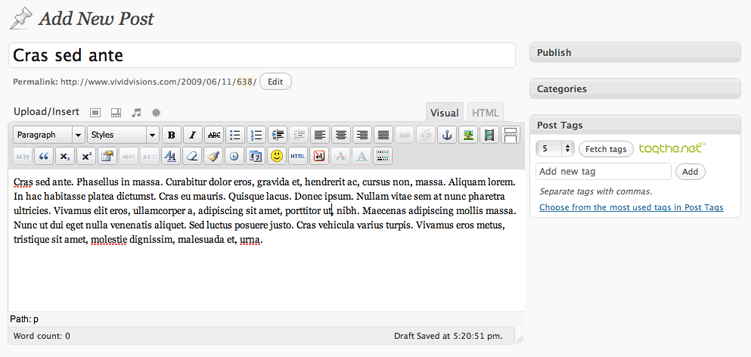 Add New Post
Cras sed ante
Permalink: http://www.vividvisions.com/2009/06/11/638/ Edit
Upload/Insert
Visual HTML
Paragraph Styles B I ABC
HTML
Cras sed ante. Phasellus in massa. Curabitur dolor eros, gravida et, hendrerit ac, cursus non, massa. Aliquam lorem.
In hac habitasse platea dictumst. Cras eu mauris. Quisque lacus. Donec ipsum. Nullam vitae sem at nunc pharetra
ultricies. Vivamus elit eros, ullamcorper a, adipiscing sit amet, porttitor ut, nibh. Maecenas adipiscing mollis massa.
Nunc ut dui eget nulla venenatis aliquet. Sed luctus posuere justo. Cras vehicula varius turpis. Vivamus eros metus,
tristique sit amet, molestie dignissim, malesuada et, urna.
Path: p
Word count: 0 Draft Saved at 5:20:51 pm.
Publish
Categories
Post Tags
5 Fetch tags tagthe.net
Add new tag Add
Separate tags with commas.
Choose from the most used tags in Post Tags